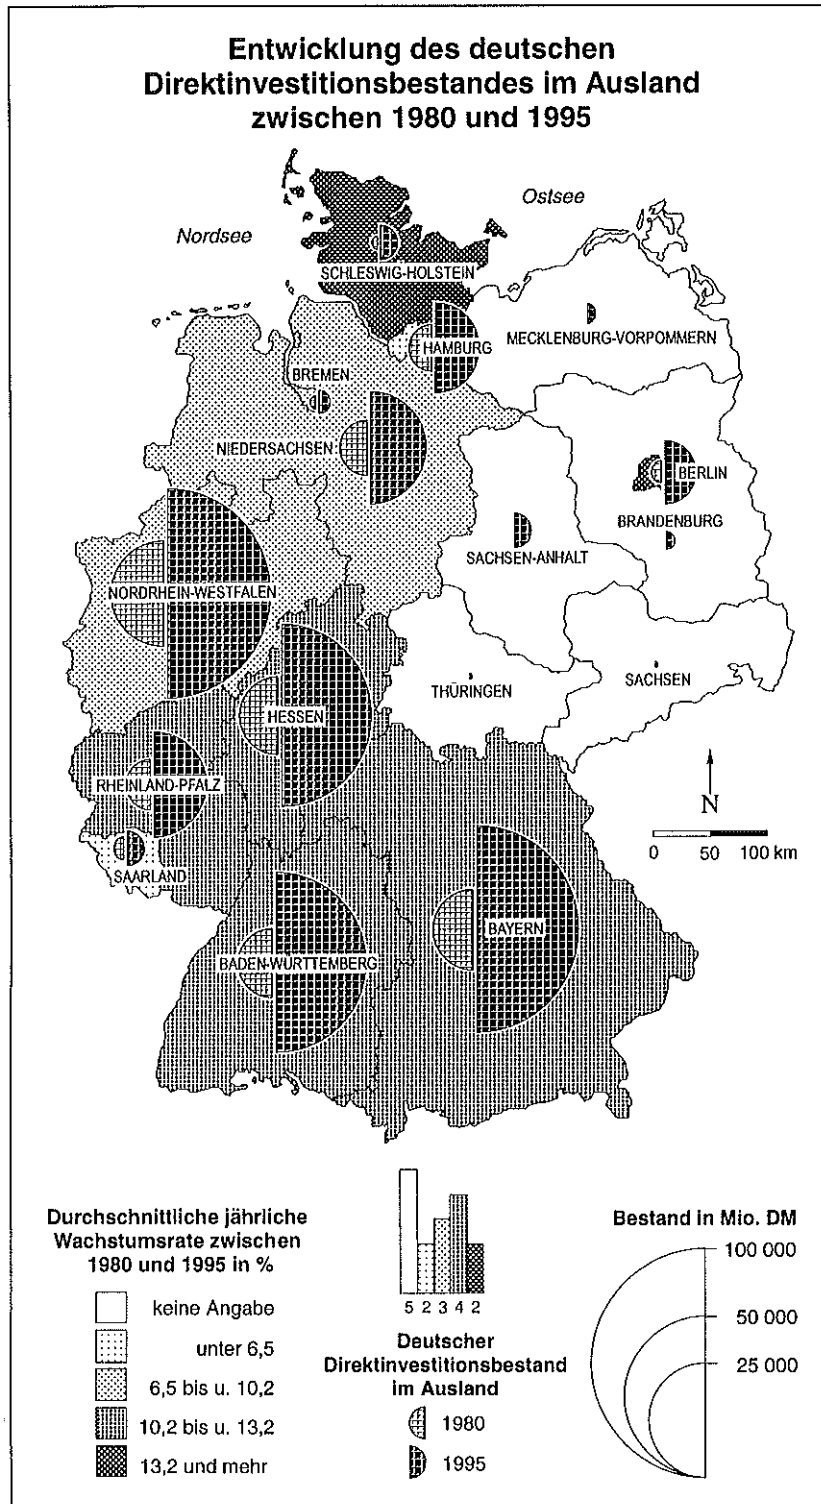 Entwicklung des deutschen
Direktinvestitionsbestandes im Ausland
zwischen 1980 und 1995
Nordsee
Ostsee
SCHLESWIG-HOLSTEIN
MECKLENBURG-VORPOMMERN
HAMBURG
BREMEN
NIEDERSACHSEN
BERLIN
BRANDENBURG
SACHSEN-ANHALT
NORDRHEIN-WESTFALEN
THÜRINGEN
SACHSEN
HESSEN
RHEINLAND-PFALZ
SAARLAND
N
0 50 100 km
BAYERN
BADEN-WÜRTTEMBERG
Durchschnittliche jährliche
Wachstumsrate zwischen
1980 und 1995 in %
keine Angabe
unter 6,5
6,5 bis u. 10,2
10,2 bis u. 13,2
13,2 und mehr
5 2 3 4 2
Deutscher
Direktinvestitionsbestand
im Ausland
1980
1995
Bestand in Mio. DM
100 000
50 000
25 000